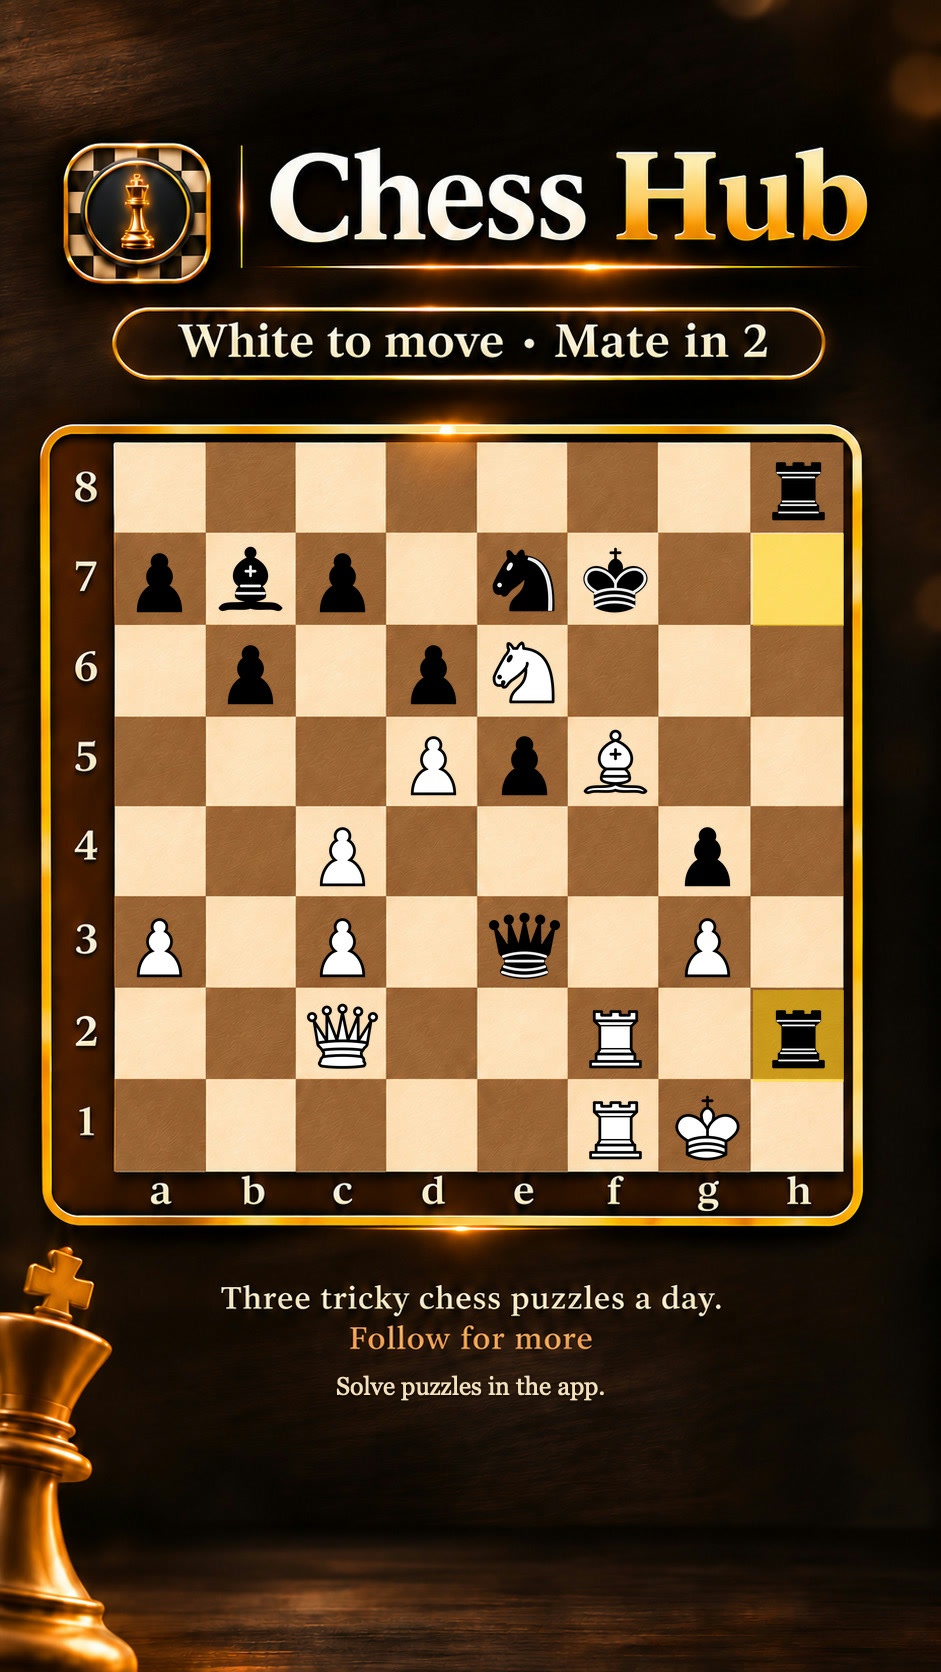 Chess Hub
White to move • Mate in 2
8
7
6
5
4
3
2
1
a b c d e f g h
Three tricky chess puzzles a day.
Follow for more
Solve puzzles in the app.